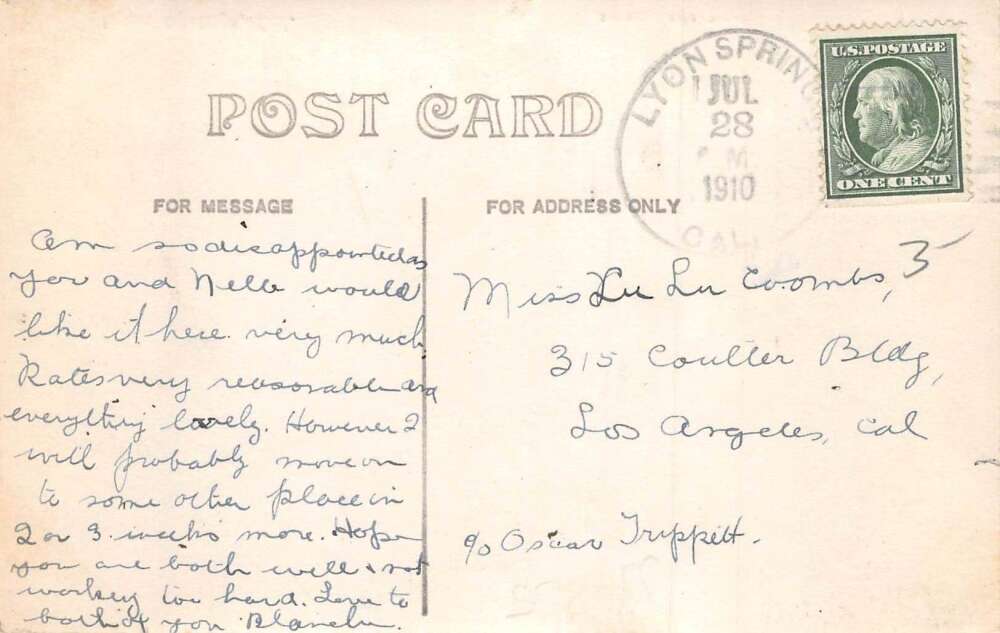 POST CARD
LYON SPRINGS
JUL
28
M
1910
CAL
U.S. POSTAGE
ONE CENT
FOR MESSAGE
FOR ADDRESS ONLY
Am so disappointed as
you and Nelle would
like it here very much
Rates very reasonable and
everything lovely. However I
will probably move on
to some other place in
2 or 3 weeks more. Hope
you are both well & not
working too hard. Love to
both of you Blanche.
Miss Lu Lu Coombs, 3
315 Coulter Bldg,
Los Angeles, Cal
c/o Oscar Trippett.